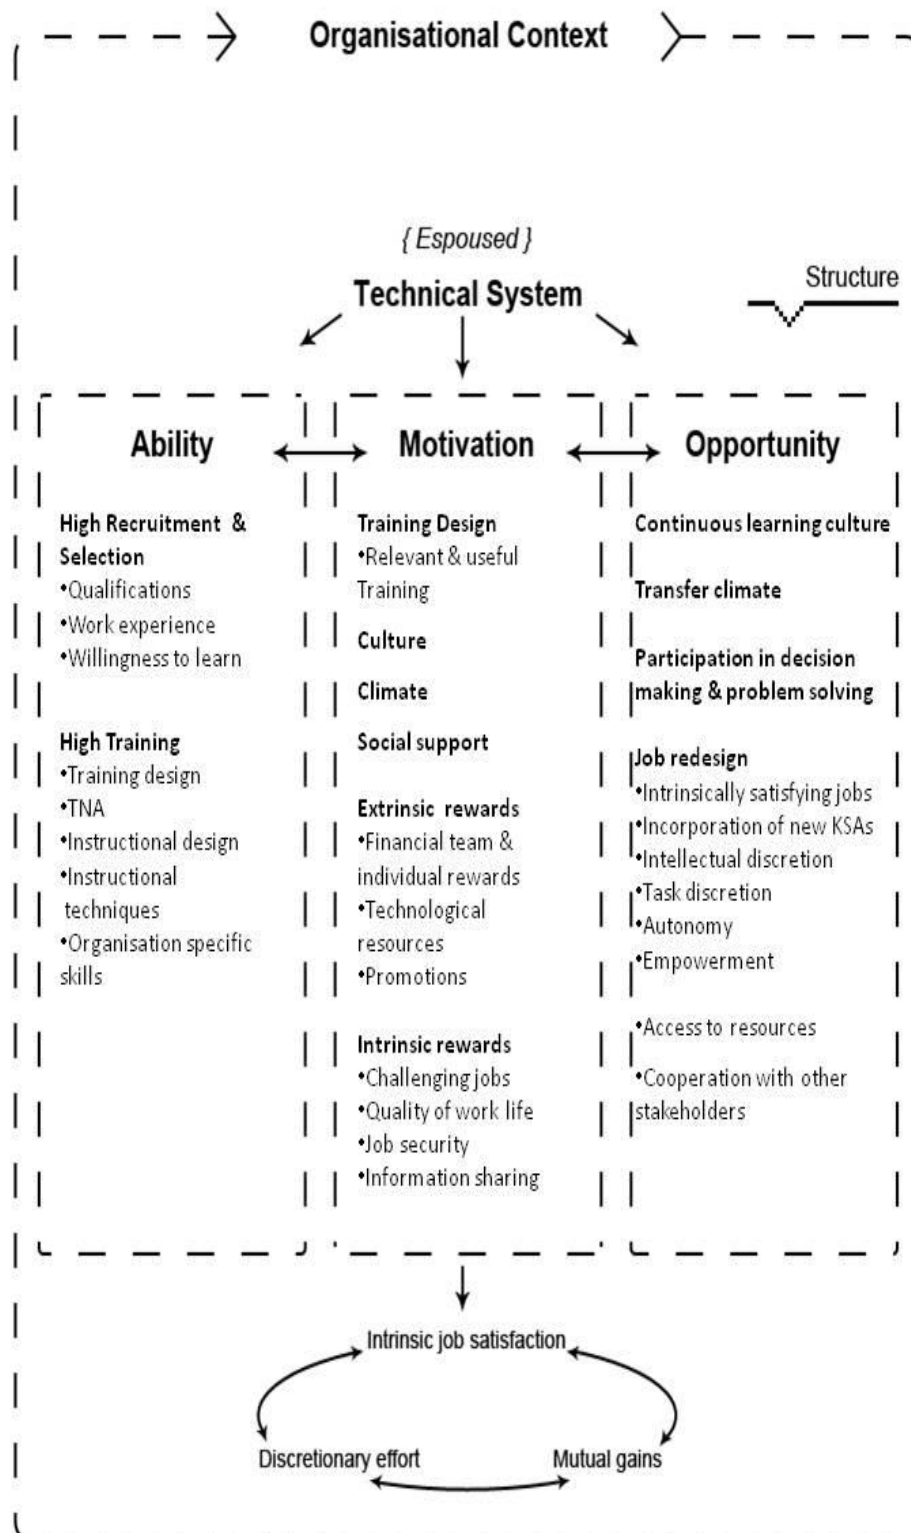 Organisational Context
{ Espoused }
Technical System
Structure
Ability
High Recruitment &
Selection
•Qualifications
•Work experience
•Willingness to learn
High Training
•Training design
•TNA
•Instructional design
•Instructional
techniques
•Organisation specific
skills
Motivation
Training Design
•Relevant & useful
Training
Culture
Climate
Social support
Extrinsic rewards
•Financial team &
individual rewards
•Technological
resources
•Promotions
Intrinsic rewards
•Challenging jobs
•Quality of work life
•Job security
•Information sharing
Opportunity
Continuous learning culture
Transfer climate
Participation in decision
making & problem solving
Job redesign
•Intrinsically satisfying jobs
•Incorporation of new KSAs
•Intellectual discretion
•Task discretion
•Autonomy
•Empowerment
•Access to resources
•Cooperation with other
stakeholders
Intrinsic job satisfaction
Discretionary effort
Mutual gains